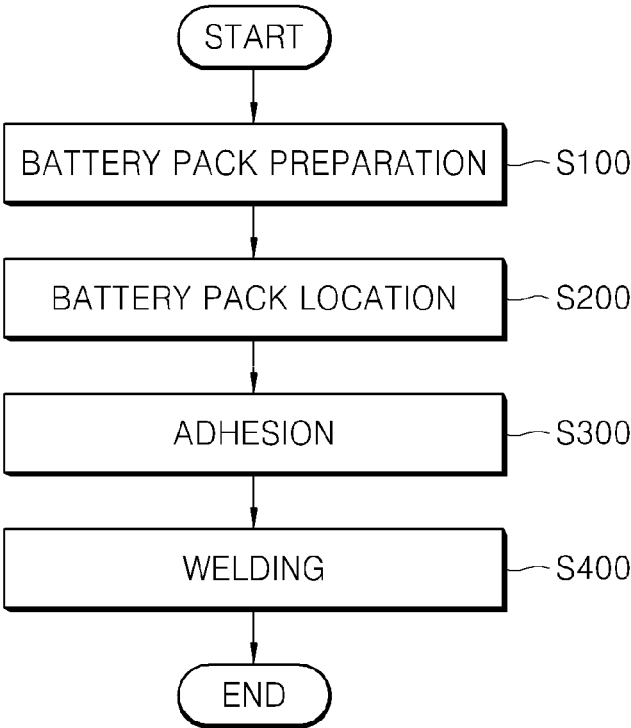 START
BATTERY PACK PREPARATION S100
BATTERY PACK LOCATION S200
ADHESION S300
WELDING S400
END